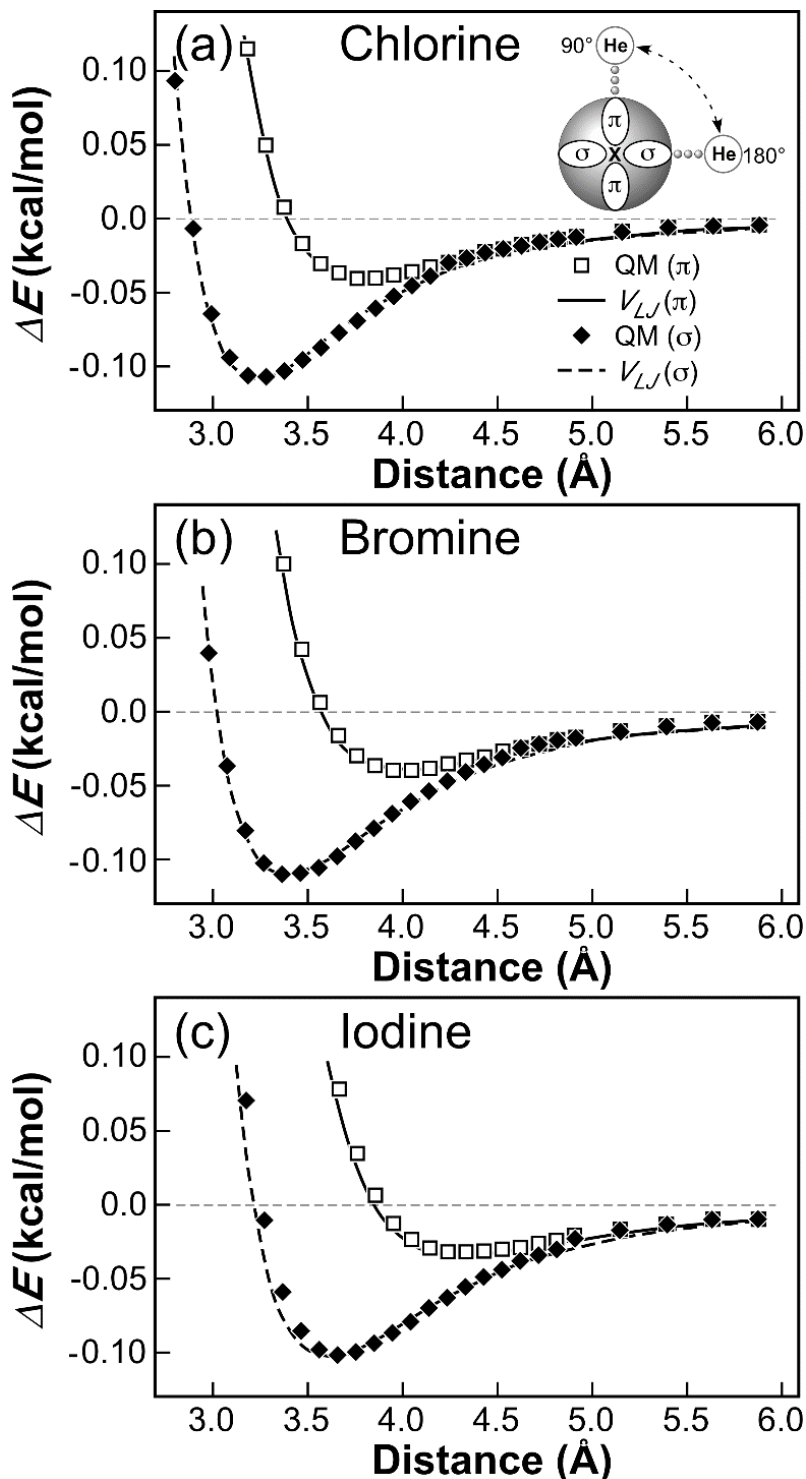 (a) Chlorine
90° He
π
σ X σ He 180°
π
0.10
0.05
0.0
-0.05
-0.10
ΔE (kcal/mol)
QM (π)
V_LJ (π)
QM (σ)
V_LJ (σ)
3.0 3.5 4.0 4.5 5.0 5.5 6.0
Distance (Å)
(b) Bromine
0.10
0.05
0.0
-0.05
-0.10
ΔE (kcal/mol)
3.0 3.5 4.0 4.5 5.0 5.5 6.0
Distance (Å)
(c) Iodine
0.10
0.05
0.0
-0.05
-0.10
ΔE (kcal/mol)
3.0 3.5 4.0 4.5 5.0 5.5 6.0
Distance (Å)